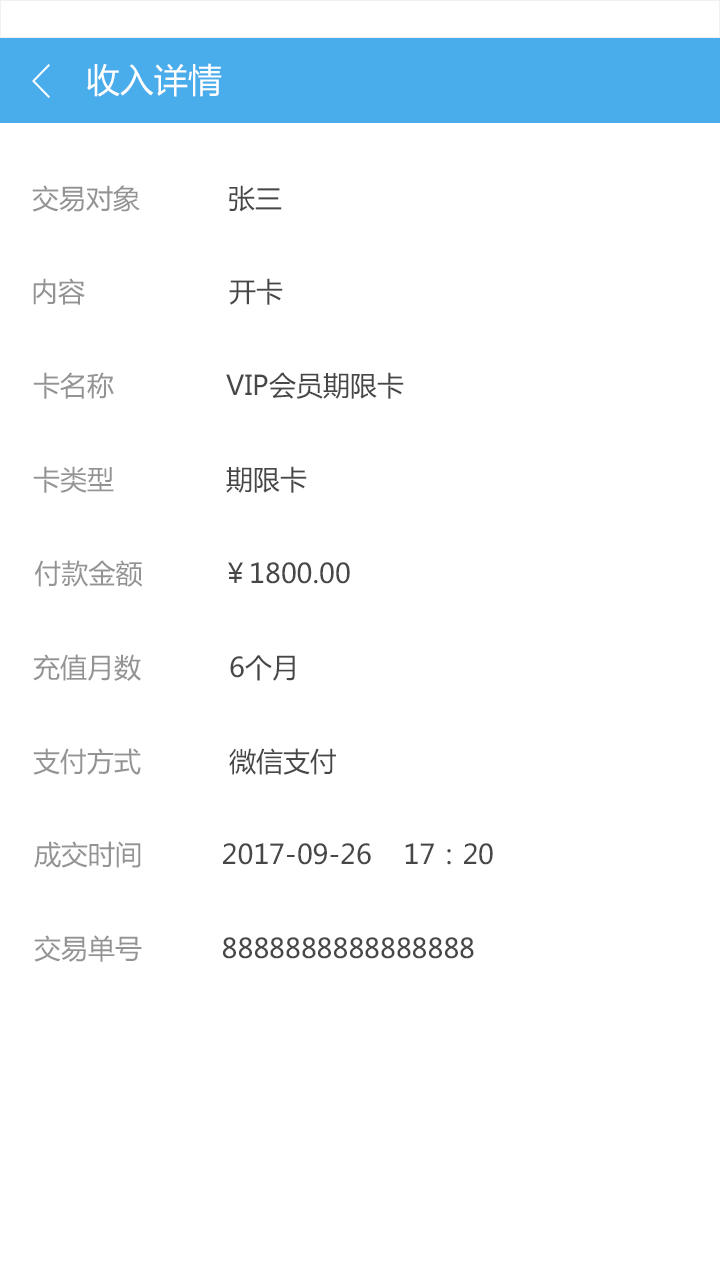 收入详情
交易对象 张三
内容 开卡
卡名称 VIP会员期限卡
卡类型 期限卡
付款金额 ¥1800.00
充值月数 6个月
支付方式 微信支付
成交时间 2017-09-26 17：20
交易单号 8888888888888888